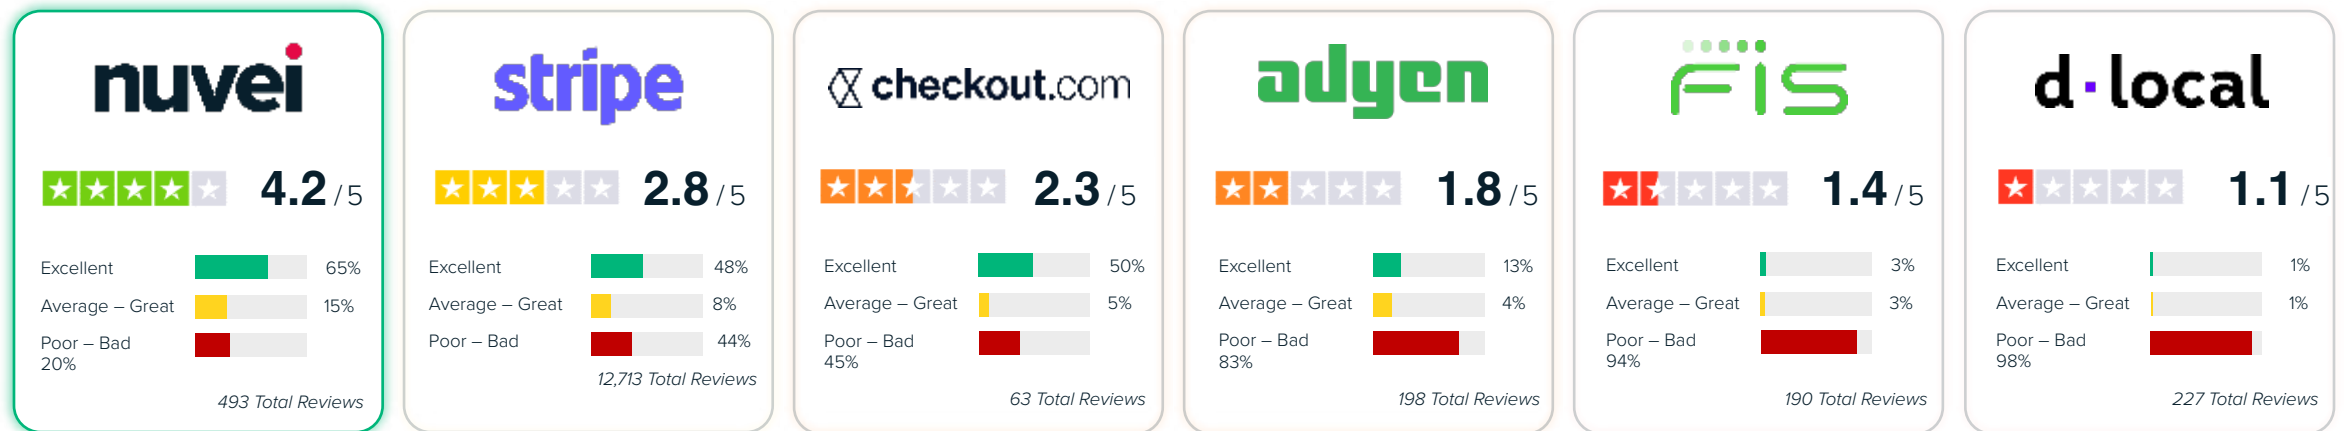 nuvei
4.2 / 5
Excellent 65%
Average – Great 15%
Poor – Bad
20%
493 Total Reviews
stripe
2.8 / 5
Excellent 48%
Average – Great 8%
Poor – Bad 44%
12,713 Total Reviews
checkout.com
2.3 / 5
Excellent 50%
Average – Great 5%
Poor – Bad
45%
63 Total Reviews
adyen
1.8 / 5
Excellent 13%
Average – Great 4%
Poor – Bad
83%
198 Total Reviews
FIS
1.4 / 5
Excellent 3%
Average – Great 3%
Poor – Bad
94%
190 Total Reviews
d·local
1.1 / 5
Excellent 1%
Average – Great 1%
Poor – Bad
98%
227 Total Reviews